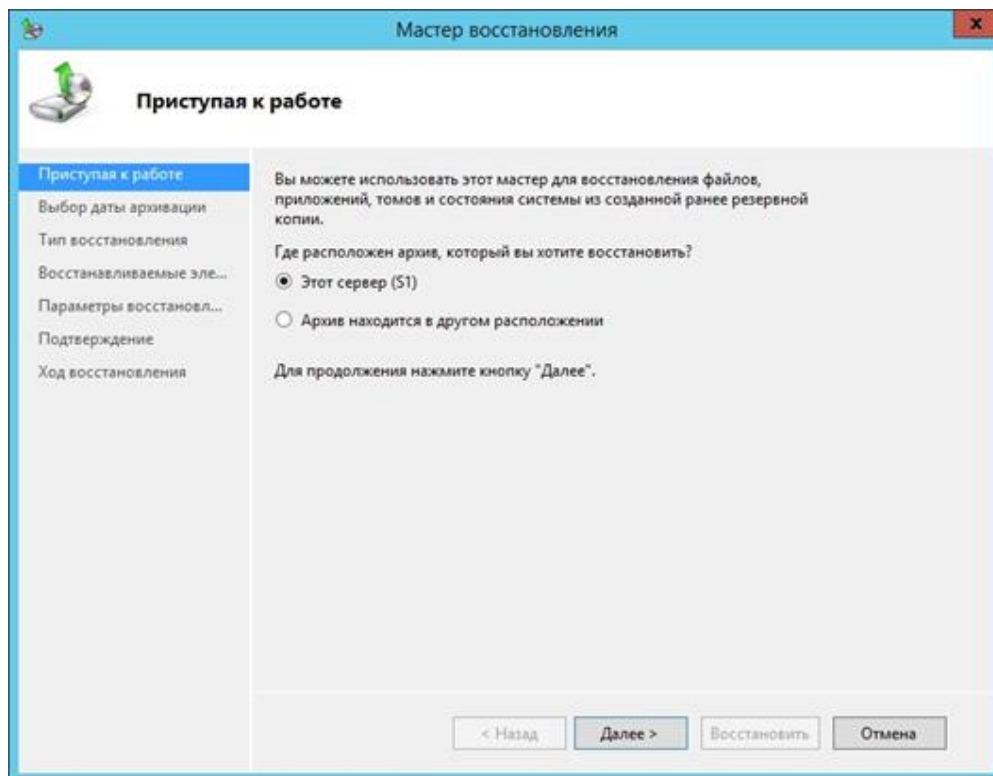 Мастер восстановления
x
Приступая к работе
Приступая к работе
Выбор даты архивации
Тип восстановления
Восстанавливаемые эле...
Параметры восстановл...
Подтверждение
Ход восстановления
Вы можете использовать этот мастер для восстановления файлов,
приложений, томов и состояния системы из созданной ранее резервной
копии.
Где расположен архив, который вы хотите восстановить?
Этот сервер (S1)
Архив находится в другом расположении
Для продолжения нажмите кнопку "Далее".
< Назад
Далее >
Восстановить
Отмена